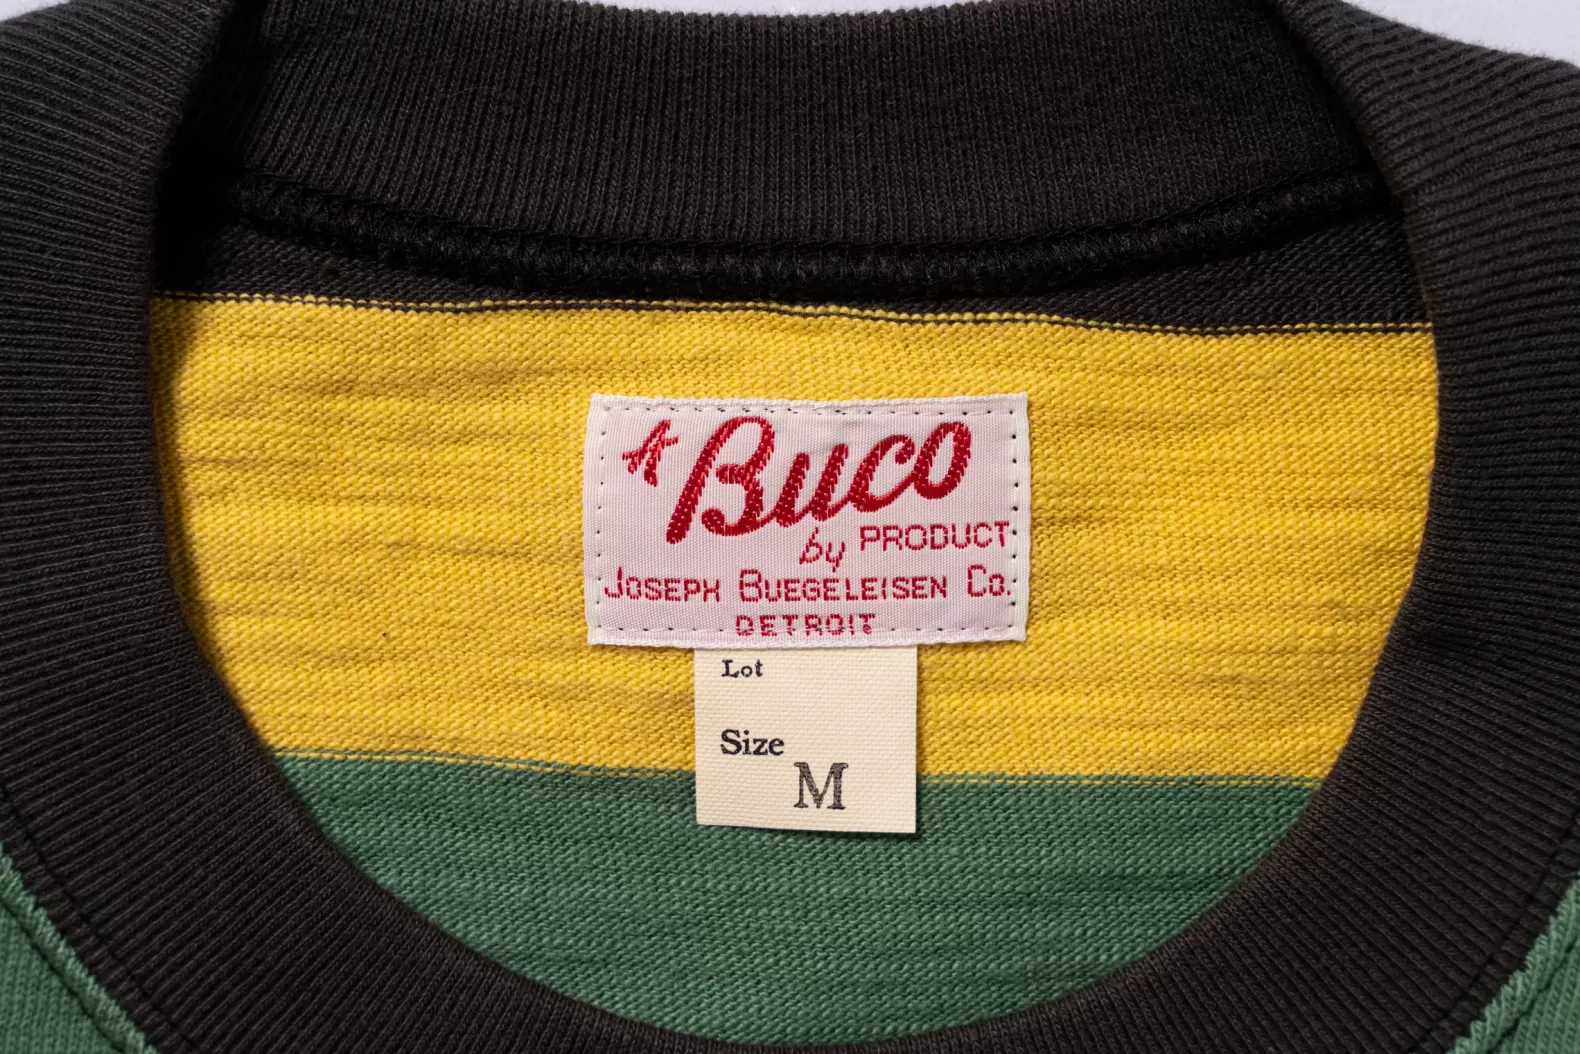 A Buco
by PRODUCT
JOSEPH BUEGELEISEN CO.
DETROIT
Lot
Size
M